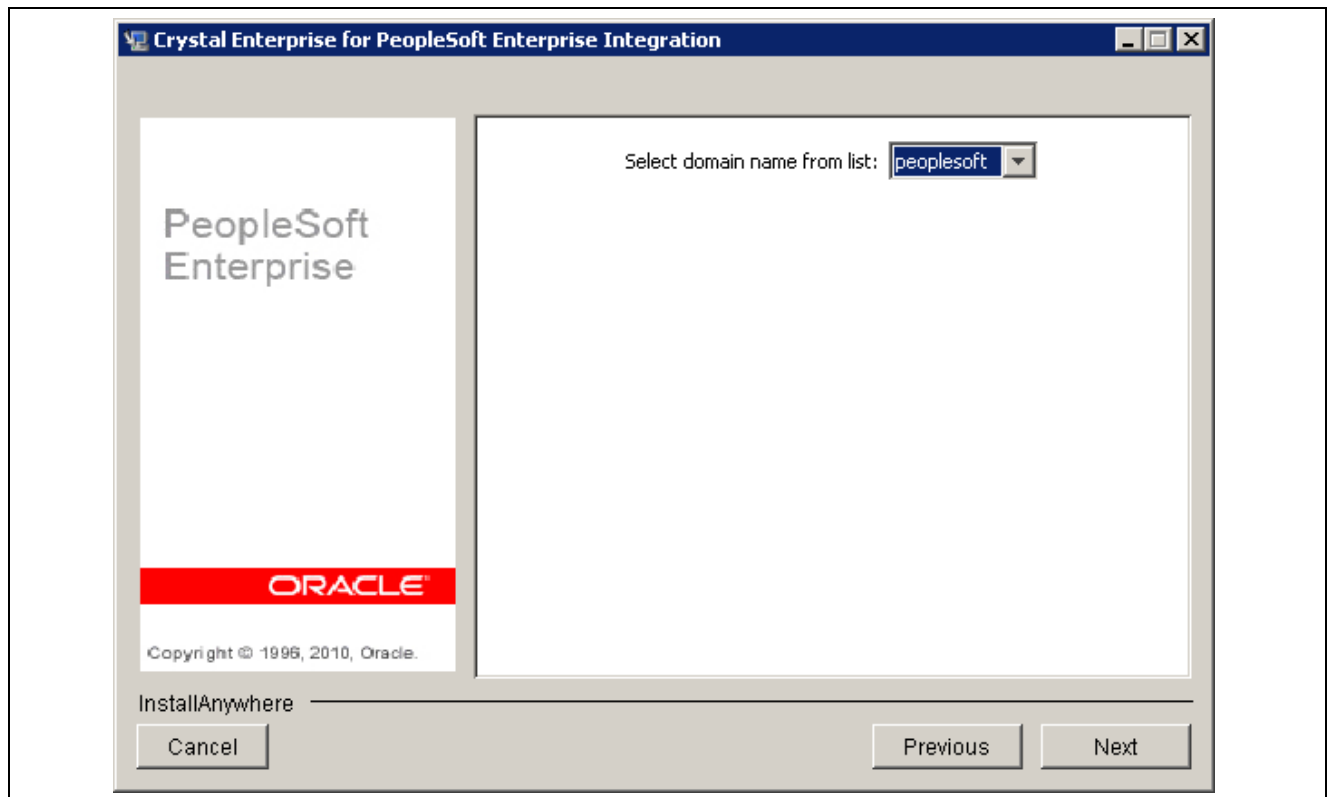 Crystal Enterprise for PeopleSoft Enterprise Integration
Select domain name from list: peoplesoft
PeopleSoft
Enterprise
ORACLE
Copyright © 1996, 2010, Oracle.
InstallAnywhere
Cancel Previous Next